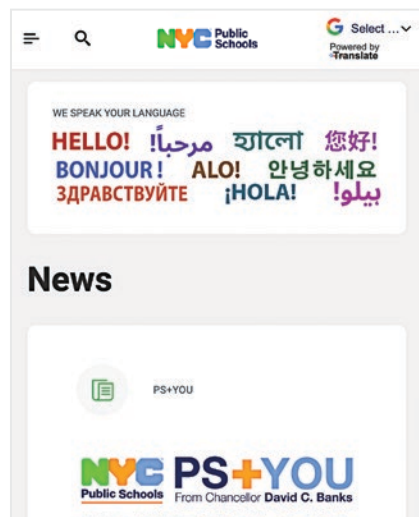 NYC Public Schools
Select ...
Powered by
Translate
WE SPEAK YOUR LANGUAGE
HELLO! مرحباً! হ্যালো 您好!
BONJOUR! ALO! 안녕하세요
ЗДРАВСТВУЙТЕ ¡HOLA! بيلو!
News
PS+YOU
NYC Public Schools PS+YOU
From Chancellor David C. Banks